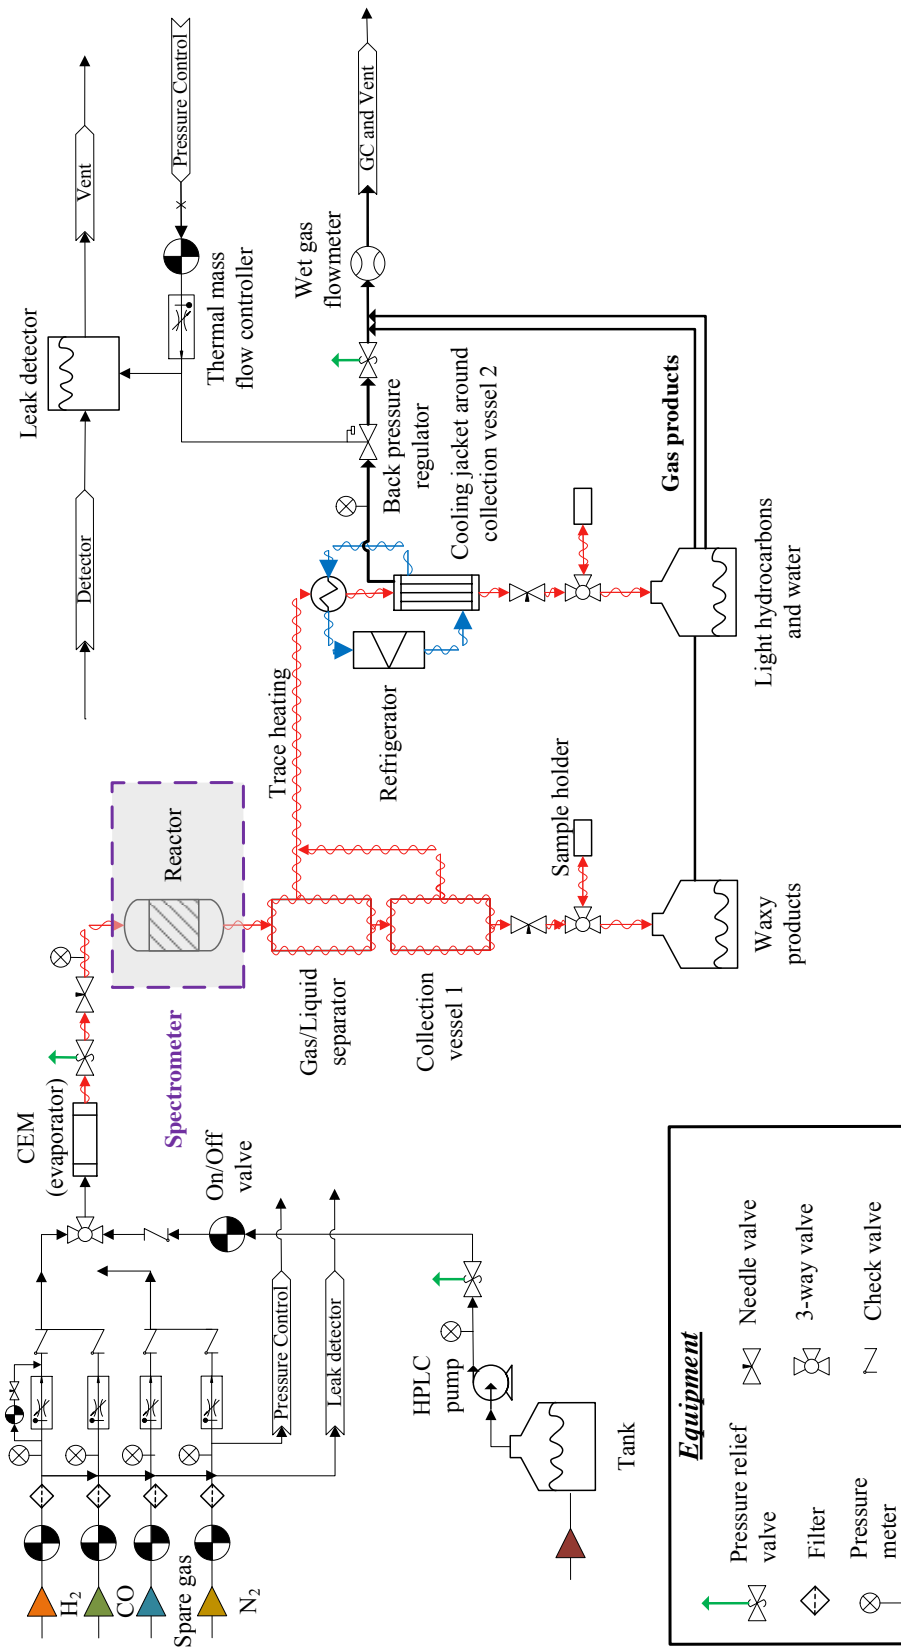 H2
CO
Spare gas
N2
Pressure Control
Leak detector
On/Off
valve
HPLC
pump
Tank
CEM
(evaporator)
Spectrometer
Reactor
Gas/Liquid
separator
Collection
vessel 1
Trace heating
Refrigerator
Sample holder
Waxy
products
Detector
Leak detector
Vent
Pressure Control
Thermal mass
flow controller
Back pressure
regulator
Cooling jacket around
collection vessel 2
Wet gas
flowmeter
GC and Vent
Gas products
Light hydrocarbons
and water
Equipment
Pressure relief
valve
Needle valve
Filter
3-way valve
Pressure
meter
Check valve